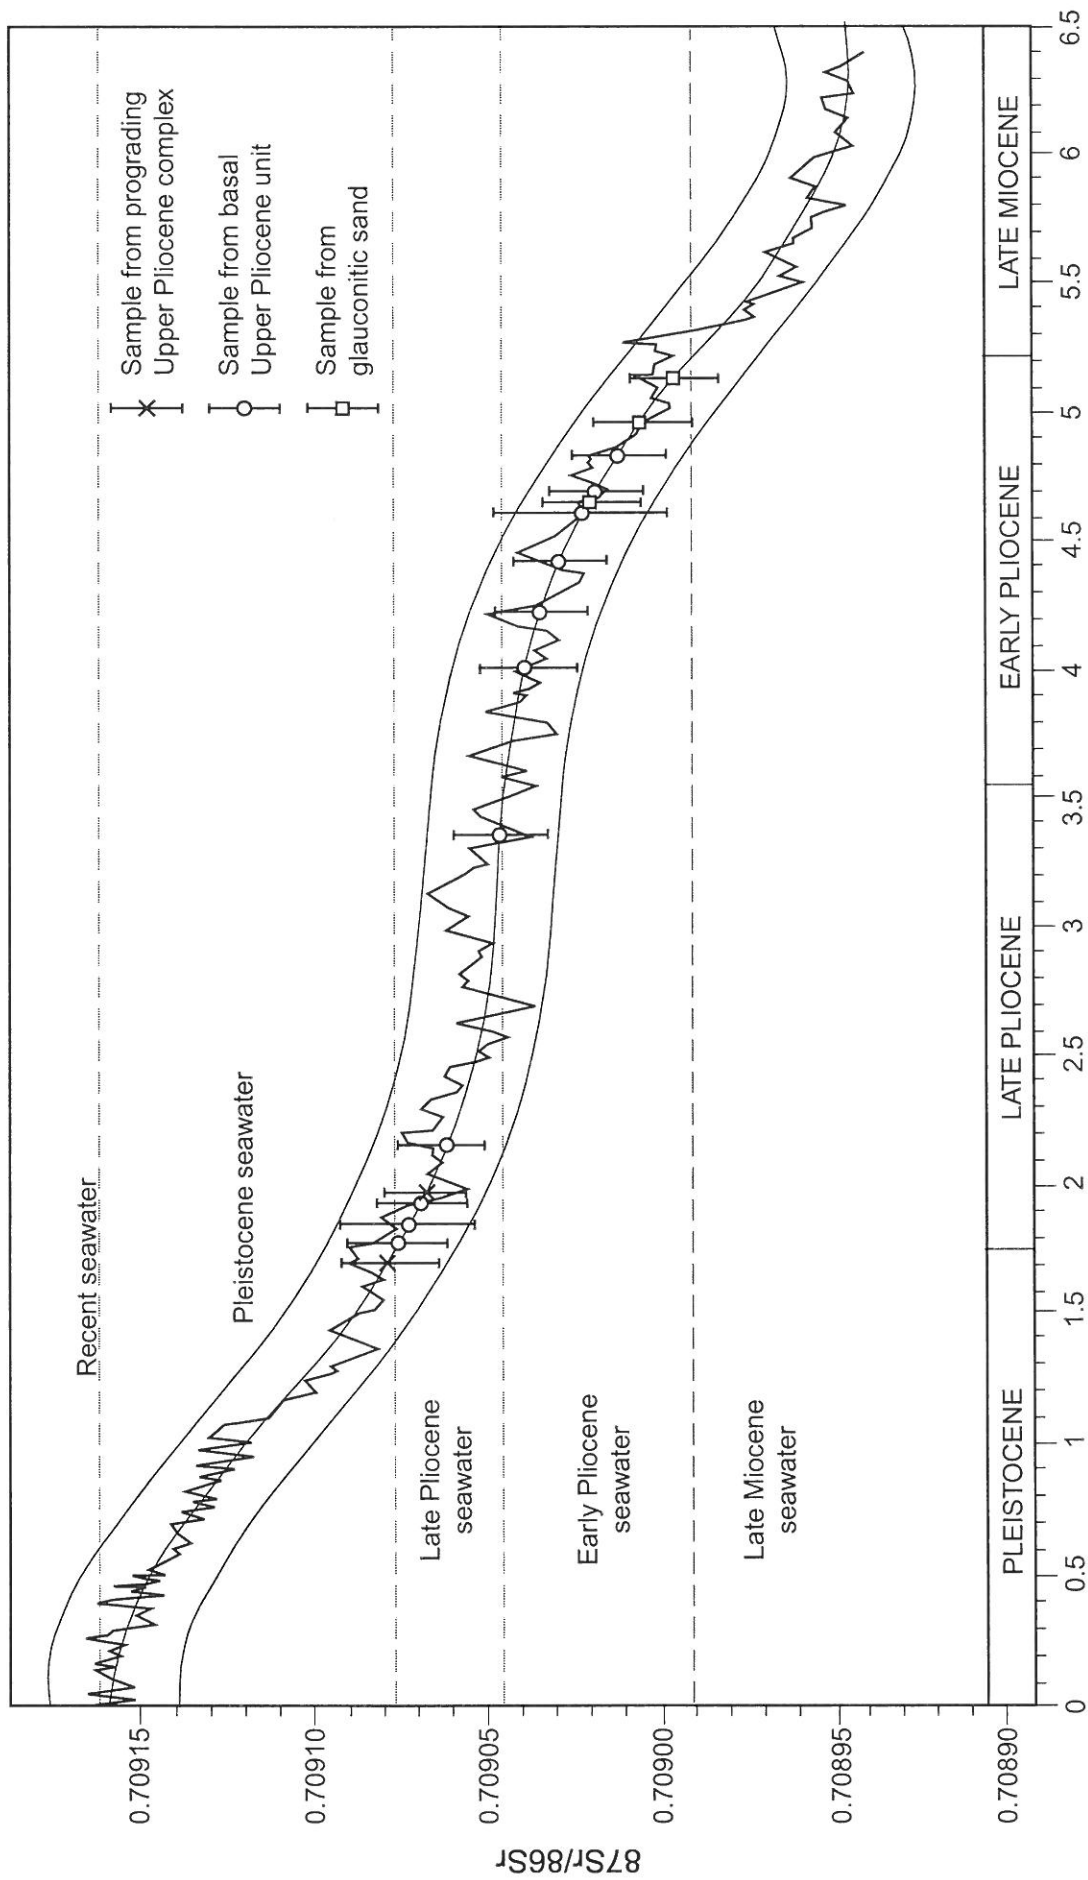 Recent seawater
Pleistocene seawater
Sample from prograding
Upper Pliocene complex
Sample from basal
Upper Pliocene unit
Sample from
glauconitic sand
Late Pliocene
seawater
Early Pliocene
seawater
Late Miocene
seawater
87Sr/86Sr
0.70915
0.70910
0.70905
0.70900
0.70895
0.70890
PLEISTOCENE
LATE PLIOCENE
EARLY PLIOCENE
LATE MIOCENE
0 0.5 1 1.5 2 2.5 3 3.5 4 4.5 5 5.5 6 6.5